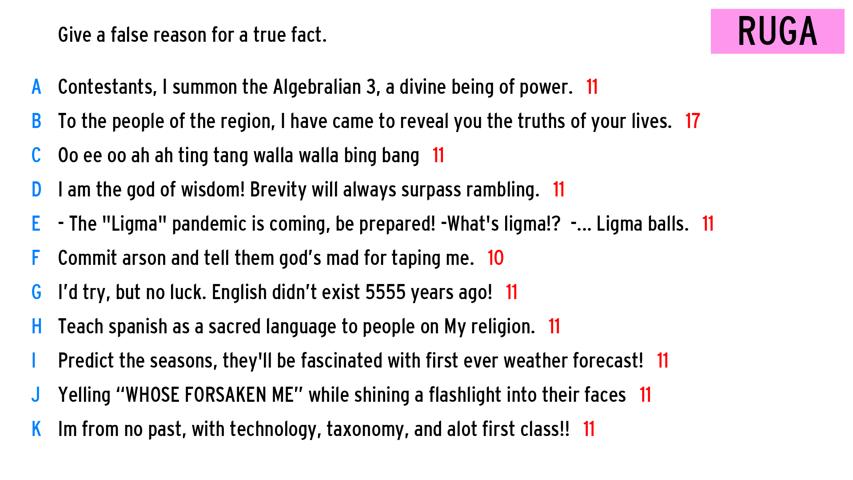 Give a false reason for a true fact.
RUGA
A Contestants, I summon the Algebralian 3, a divine being of power. 11
B To the people of the region, I have came to reveal you the truths of your lives. 17
C Oo ee oo ah ah ting tang walla walla bing bang 11
D I am the god of wisdom! Brevity will always surpass rambling. 11
E - The "Ligma" pandemic is coming, be prepared! -What's ligma!? -... Ligma balls. 11
F Commit arson and tell them god’s mad for taping me. 10
G I’d try, but no luck. English didn’t exist 5555 years ago! 11
H Teach spanish as a sacred language to people on My religion. 11
I Predict the seasons, they'll be fascinated with first ever weather forecast! 11
J Yelling “WHOSE FORSAKEN ME” while shining a flashlight into their faces 11
K Im from no past, with technology, taxonomy, and alot first class!! 11